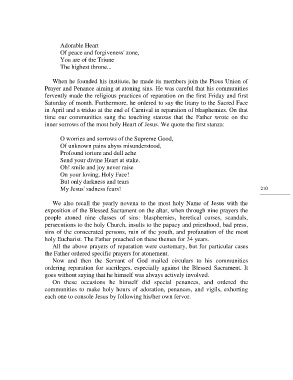 Adorable Heart
Of peace and forgiveness' zone,
You are of the Triune
The highest throne...
When he founded his institute, he made its members join the Pious Union of
Prayer and Penance aiming at atoning sins. He was careful that his communities
fervently made the religious practices of reparation on the first Friday and first
Saturday of month. Furthermore, he ordered to say the litany to the Sacred Face
in April and a triduo at the end of Carnival in reparation of blasphemies. On that
time our communities sang the touching stanzas that the Father wrote on the
inner sorrows of the most holy Heart of Jesus. We quote the first stanza:
O worries and sorrows of the Supreme Good,
Of unknown pains abyss misunderstood,
Profound torture and dull ache
Send your divine Heart at stake.
Oh! smile and joy never raise
On your loving, Holy Face!
But only darkness and tears
My Jesus' sadness fears!
210
We also recall the yearly novena to the most holy Name of Jesus with the
exposition of the Blessed Sacrament on the altar, when through nine prayers the
people atoned nine classes of sins: blasphemies, heretical curses, scandals,
persecutions to the holy Church, insults to the papacy and priesthood, bad press,
sins of the consecrated persons, ruin of the youth, and profanation of the most
holy Eucharist. The Father preached on these themes for 34 years.
All the above prayers of reparation were customary, but for particular cases
the Father ordered specific prayers for atonement.
Now and then the Servant of God mailed circulars to his communities
ordering reparation for sacrileges, especially against the Blessed Sacrament. It
goes without saying that he himself was always actively involved.
On these occasions he himself did special penances, and ordered the
communities to make holy hours of adoration, penances, and vigils, exhorting
each one to console Jesus by following his/her own fervor.